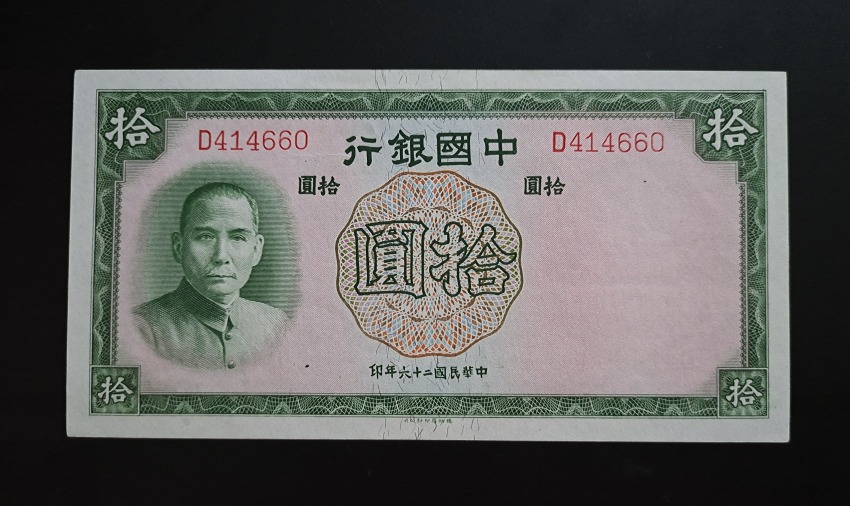 拾 拾
D414660 中國銀行 D414660
拾圓 拾圓
拾圓
中華民國二十六年印
拾 拾